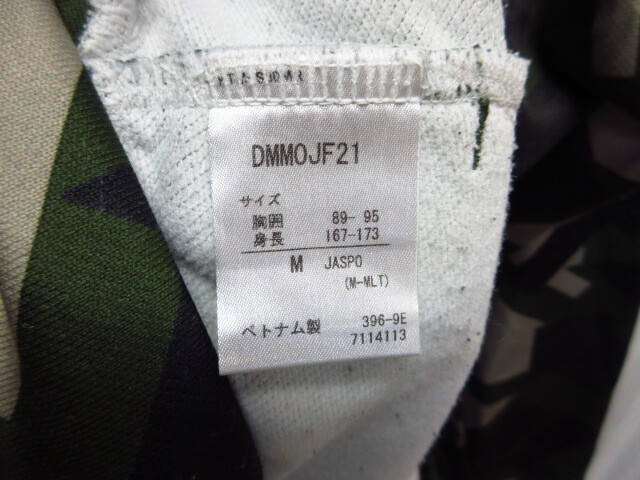 DMMOJF21
サイズ
胸囲 89- 95
身長 167-173
M JASPO
(M-MLT)
ベトナム製 396-9E
7114113